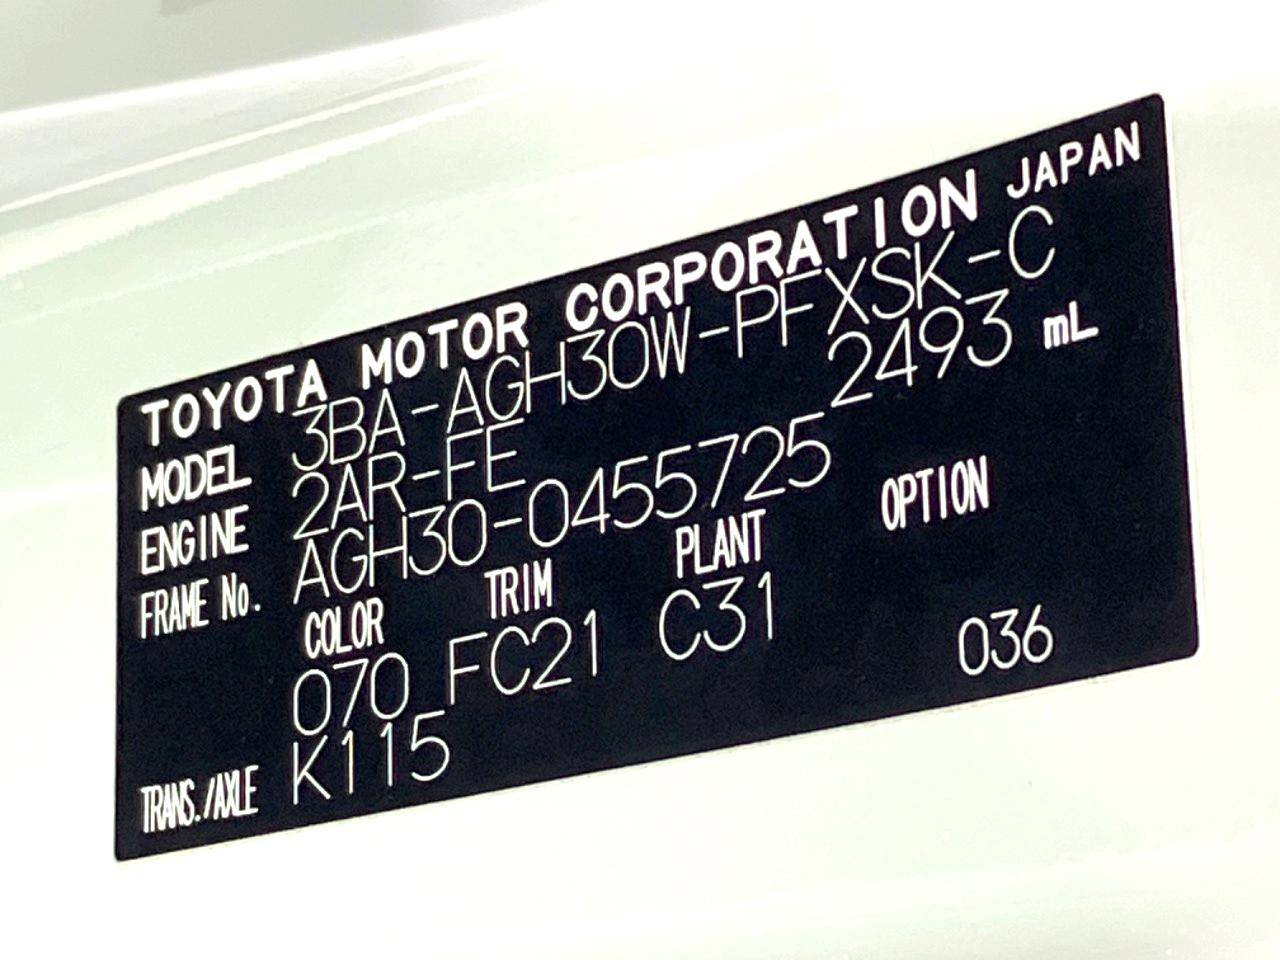 TOYOTA MOTOR CORPORATION JAPAN
MODEL 3BA-AGH30W-PFXSK-C
ENGINE 2AR-FE 2493 mL
FRAME No. AGH30-0455725
COLOR TRIM PLANT OPTION
070 FC21 C31
TRANS./AXLE K115 036